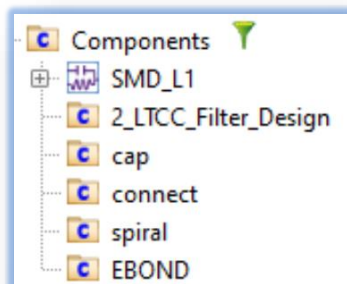 Components
SMD_L1
2_LTCC_Filter_Design
cap
connect
spiral
EBOND